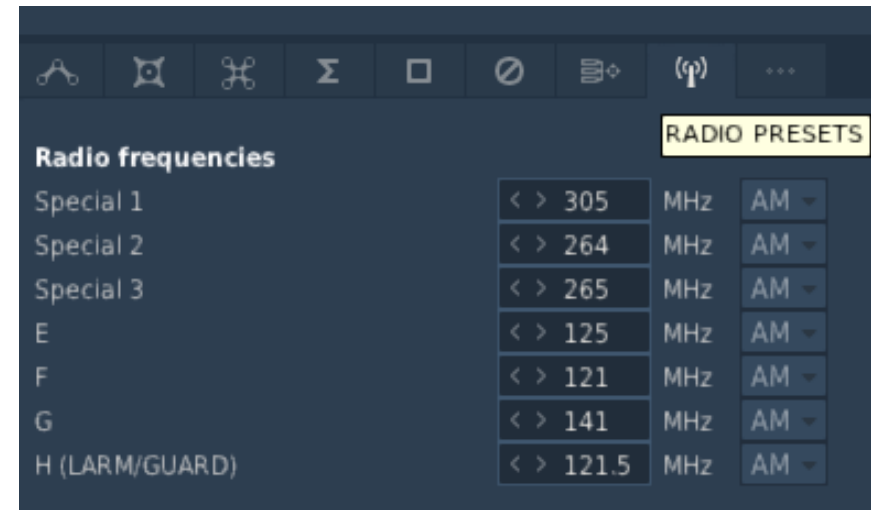 Σ
RADIO PRESETS
Radio frequencies
Special 1 < > 305 MHz AM
Special 2 < > 264 MHz AM
Special 3 < > 265 MHz AM
E < > 125 MHz AM
F < > 121 MHz AM
G < > 141 MHz AM
H (LARM/GUARD) < > 121.5 MHz AM